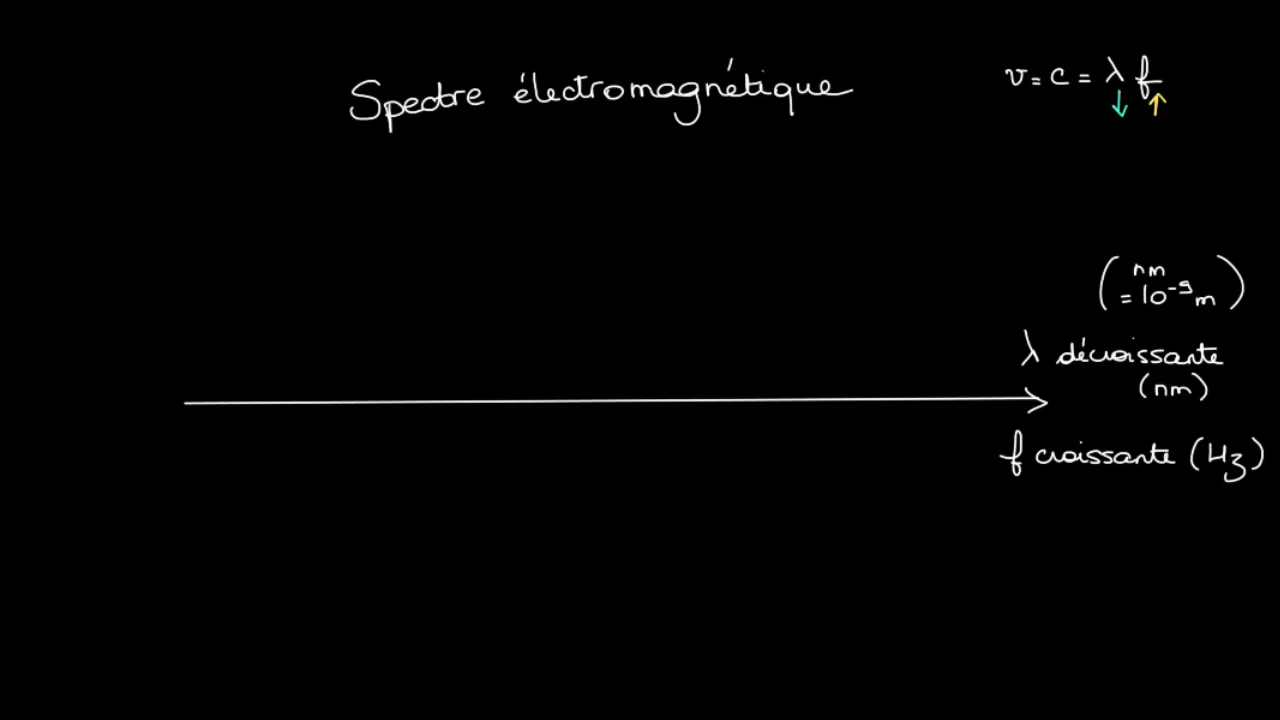 Spectre électromagnétique
v = c = λ f
↓ ↑
( nm
= 10⁻⁹ m )
λ décroissante
(nm)
f croissante (Hz)